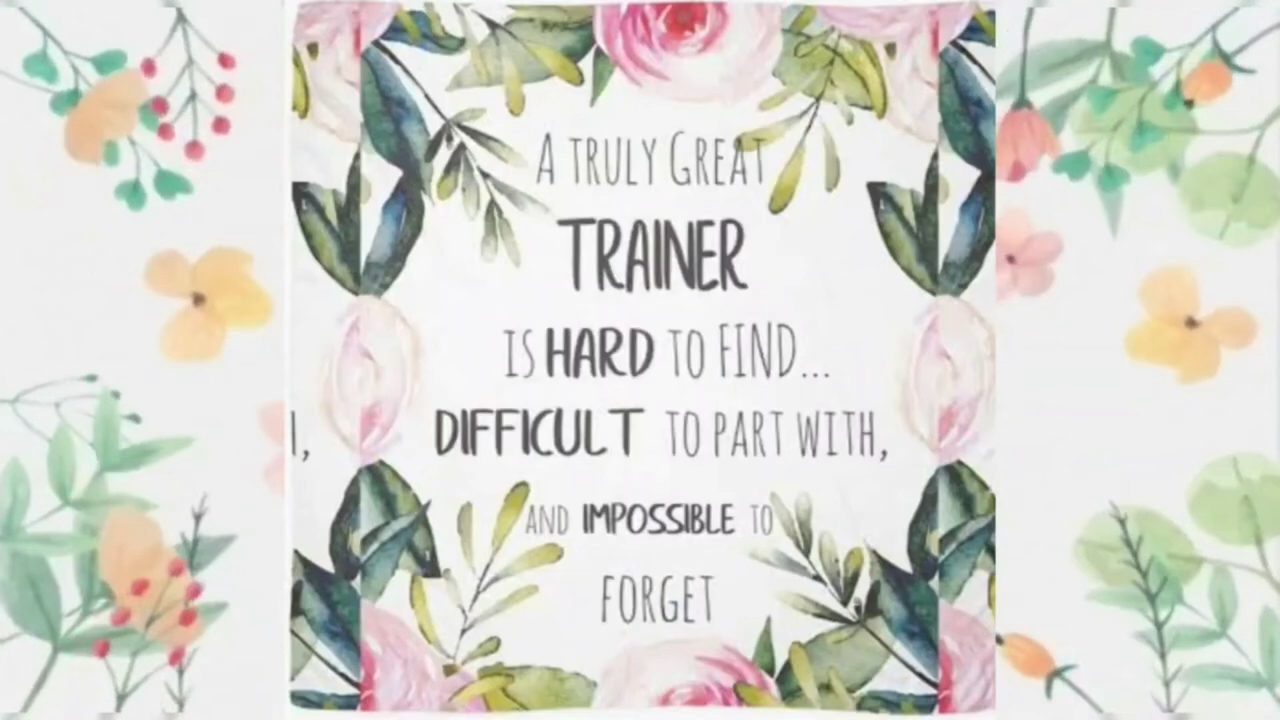 A TRULY GREAT
TRAINER
IS HARD TO FIND...
DIFFICULT TO PART WITH,
AND IMPOSSIBLE TO
FORGET